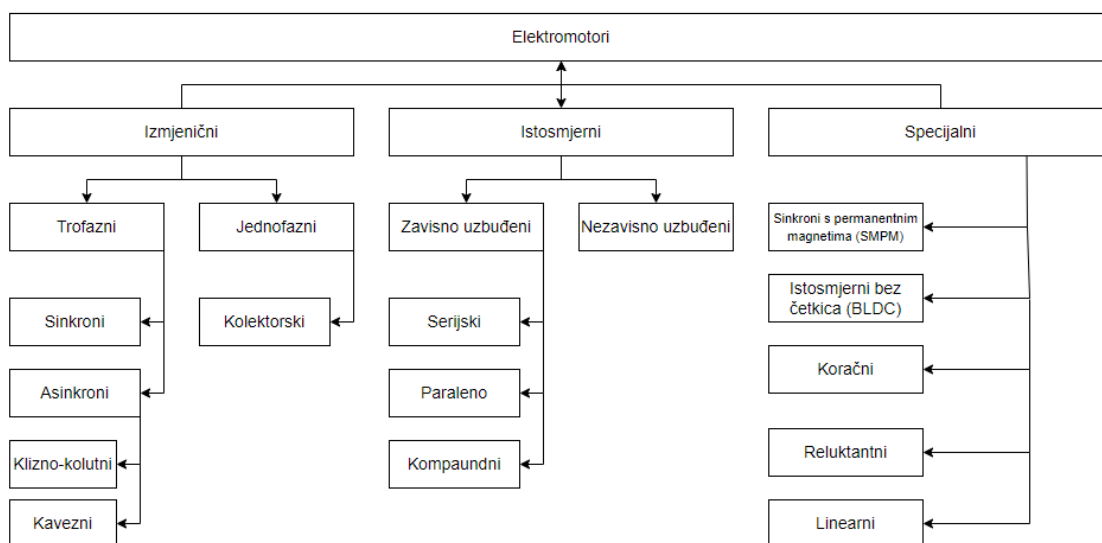 Elektromotori
Izmjenični
Istosmjerni
Specijalni
Trofazni
Jednofazni
Zavisno uzbuđeni
Nezavisno uzbuđeni
Sinkroni s permanentnim
magnetima (SMPM)
Sinkroni
Kolektorski
Serijski
Istosmjerni bez
četkica (BLDC)
Asinkroni
Paraleno
Koračni
Klizno-kolutni
Kompaundni
Reluktantni
Kavezni
Linearni